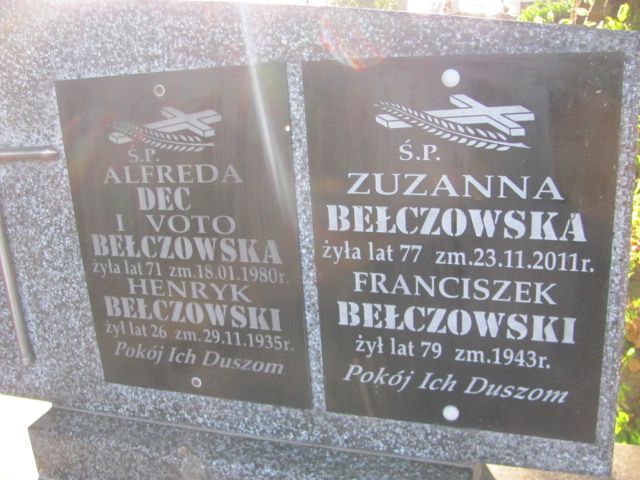 Ś.P.
ALFREDA
DEC
I VOTO
BEŁCZOWSKA
żyła lat 71 zm.18.01.1980r.
HENRYK
BEŁCZOWSKI
żył lat 26 zm.29.11.1935r.
Pokój Ich Duszom
Ś.P.
ZUZANNA
BEŁCZOWSKA
żyła lat 77 zm.23.11.2011r.
FRANCISZEK
BEŁCZOWSKI
żył lat 79 zm.1943r.
Pokój Ich Duszom